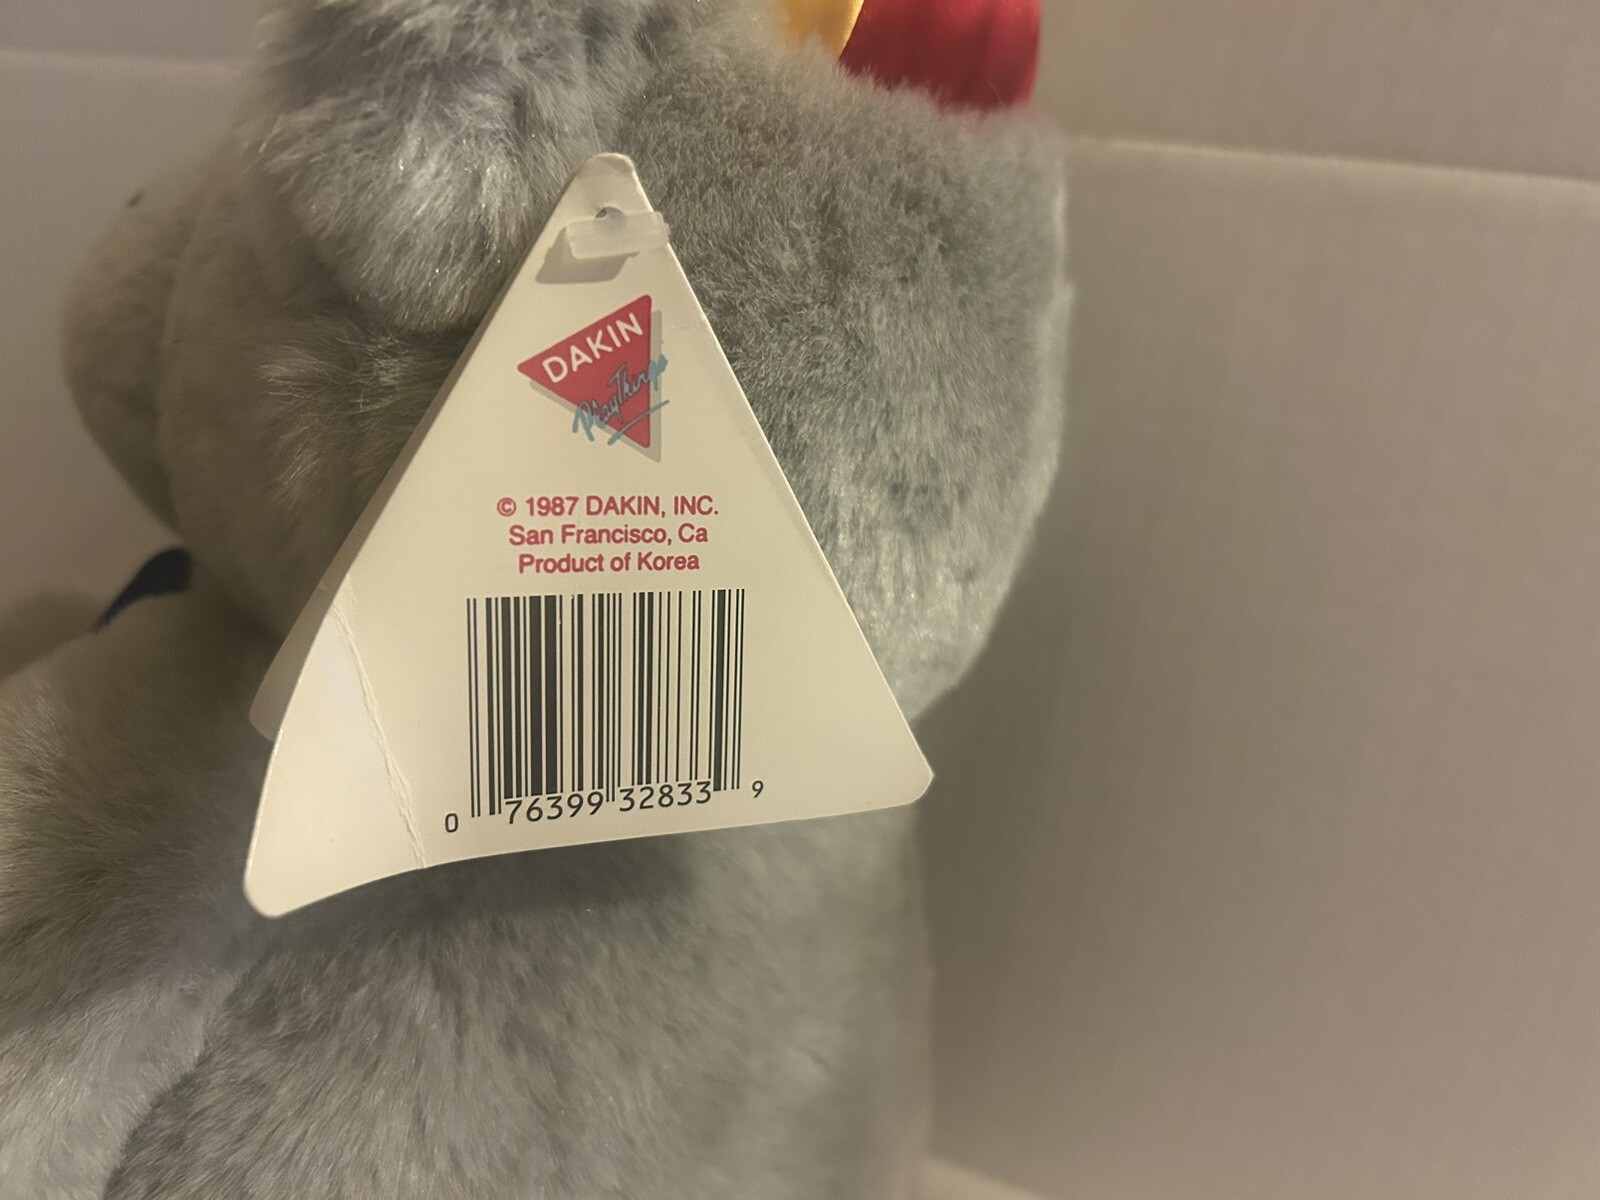 DAKIN
PlayThings
© 1987 DAKIN, INC.
San Francisco, Ca
Product of Korea
0 76399 32833 9